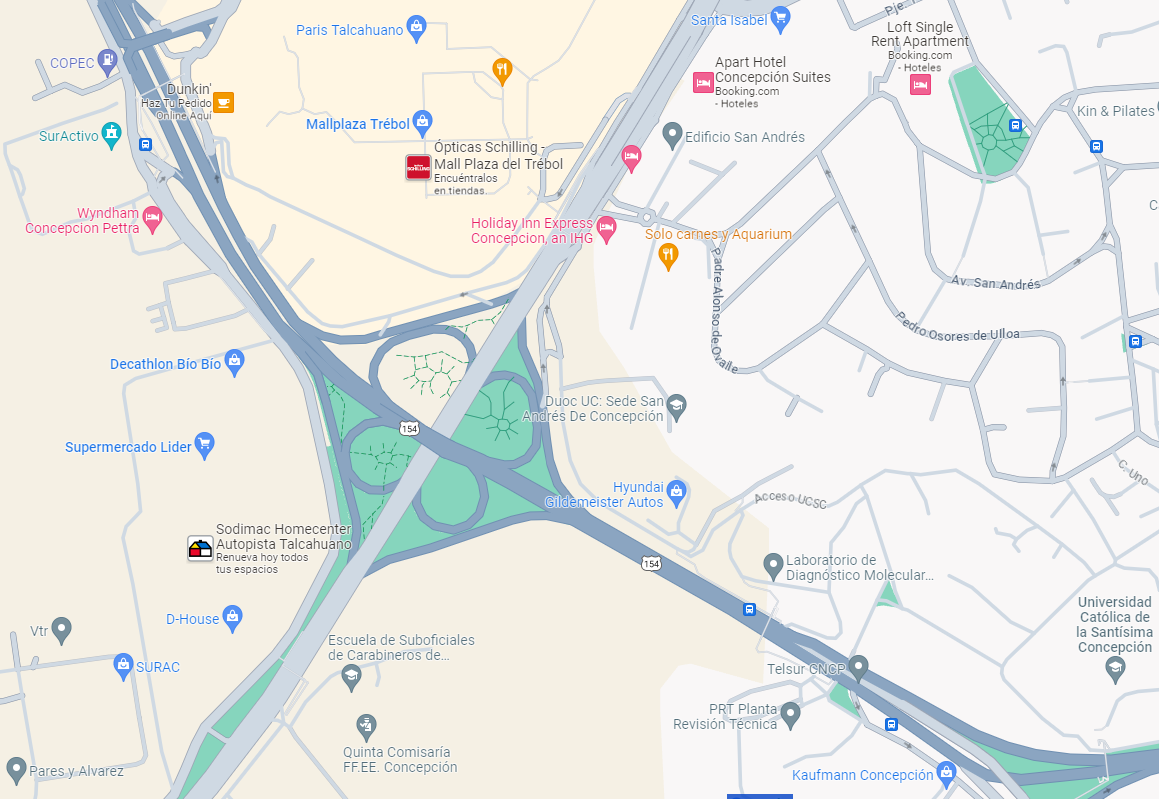 Santa Isabel
Pje. 
Loft Single
Rent Apartment
Booking.com
- Hoteles
Paris Talcahuano
COPEC
Apart Hotel
Concepción Suites
Booking.com
- Hoteles
Dunkin'
Haz Tu Pedido
Online Aquí
Kin & Pilates
Mallplaza Trébol
SurActivo
Edificio San Andrés
Ópticas Schilling -
Mall Plaza del Trébol
Encuéntralos
en tiendas.
SCHILLING
Wyndham
Concepcion Pettra
Holiday Inn Express
Concepcion, an IHG
Solo carnes y Aquarium
C
Padre Alonso de Ovalle
Av. San Andrés
Pedro Osores de Ulloa
Decathlon Bío Bío
Duoc UC: Sede San
Andrés De Concepción
154
Supermercado Lider
C. Uno
Hyundai
Gildemeister Autos
Acceso UCSC
Sodimac Homecenter
Autopista Talcahuano
Renueva hoy todos
tus espacios
154
Laboratorio de
Diagnóstico Molecular...
D-House
Universidad
Católica de
la Santísima
Concepción
Vtr
Escuela de Suboficiales
de Carabineros de...
SURAC
Telsur CNCP
PRT Planta
Revisión Técnica
Quinta Comisaría
FF.EE. Concepción
Pares y Alvarez
Kaufmann Concepción